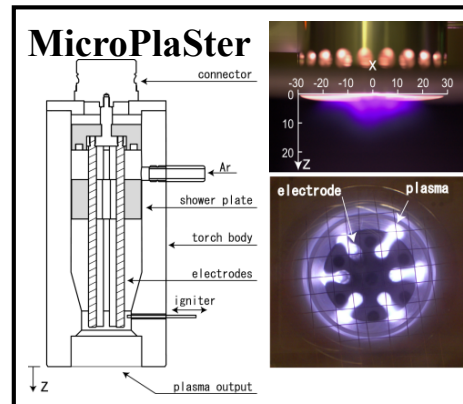 MicroPlaSter
connector
Ar
shower plate
torch body
electrodes
igniter
plasma output
Z
X
-30 -20 -10 0 10 20 30
0
10
20
Z
electrode
plasma